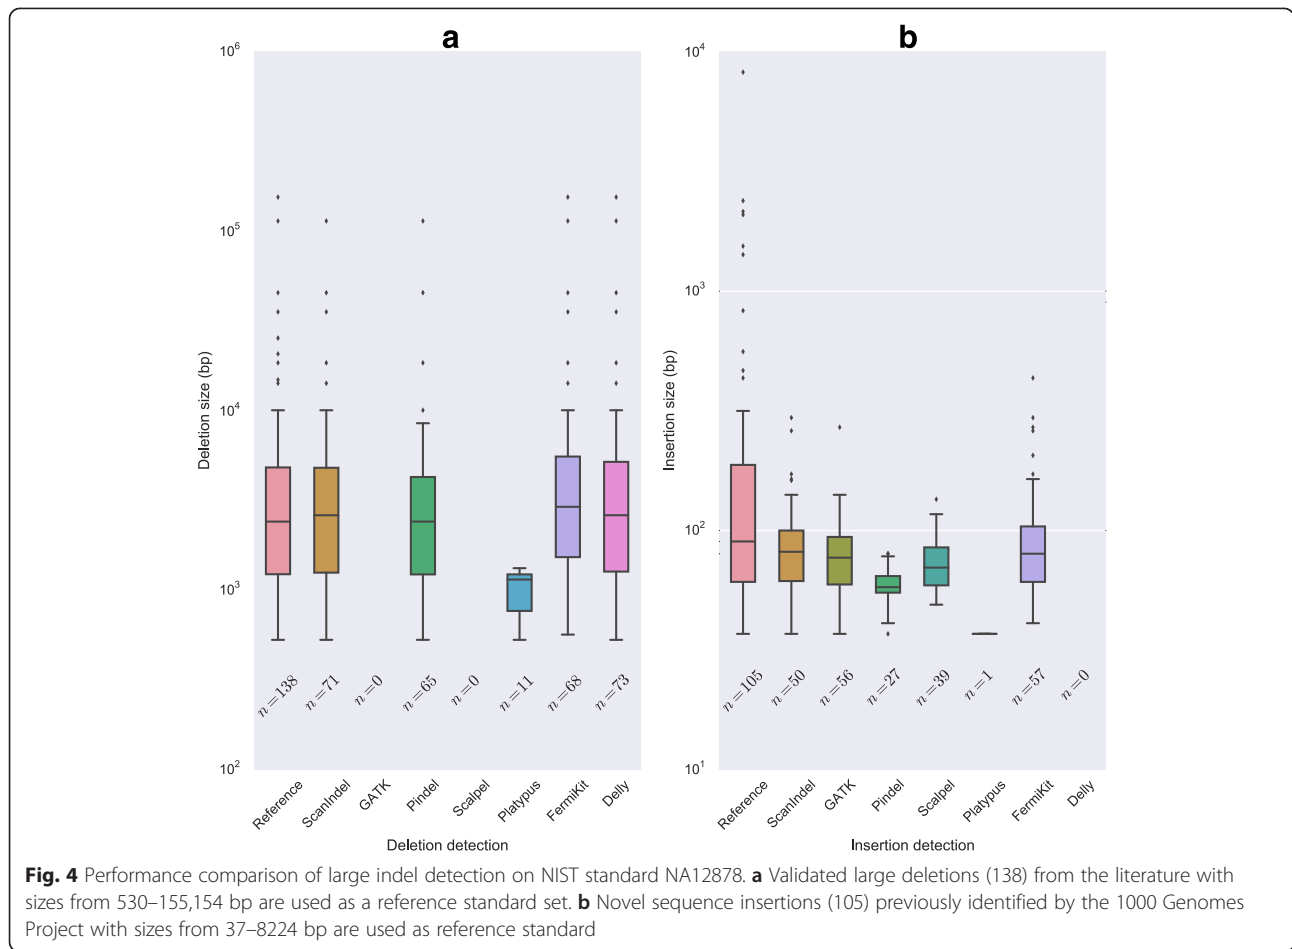 a
10^6
10^5
10^4
10^3
10^2
Deletion size (bp)
n=138
n=71
n=0
n=65
n=0
n=11
n=68
n=73
Reference
ScanIndel
GATK
Pindel
Scalpel
Platypus
FermiKit
Delly
Deletion detection
b
10^4
10^3
10^2
10^1
Insertion size (bp)
n=105
n=50
n=56
n=27
n=39
n=1
n=57
n=0
Reference
ScanIndel
GATK
Pindel
Scalpel
Platypus
FermiKit
Delly
Insertion detection
Fig. 4 Performance comparison of large indel detection on NIST standard NA12878. a Validated large deletions (138) from the literature with
sizes from 530–155,154 bp are used as a reference standard set. b Novel sequence insertions (105) previously identified by the 1000 Genomes
Project with sizes from 37–8224 bp are used as reference standard